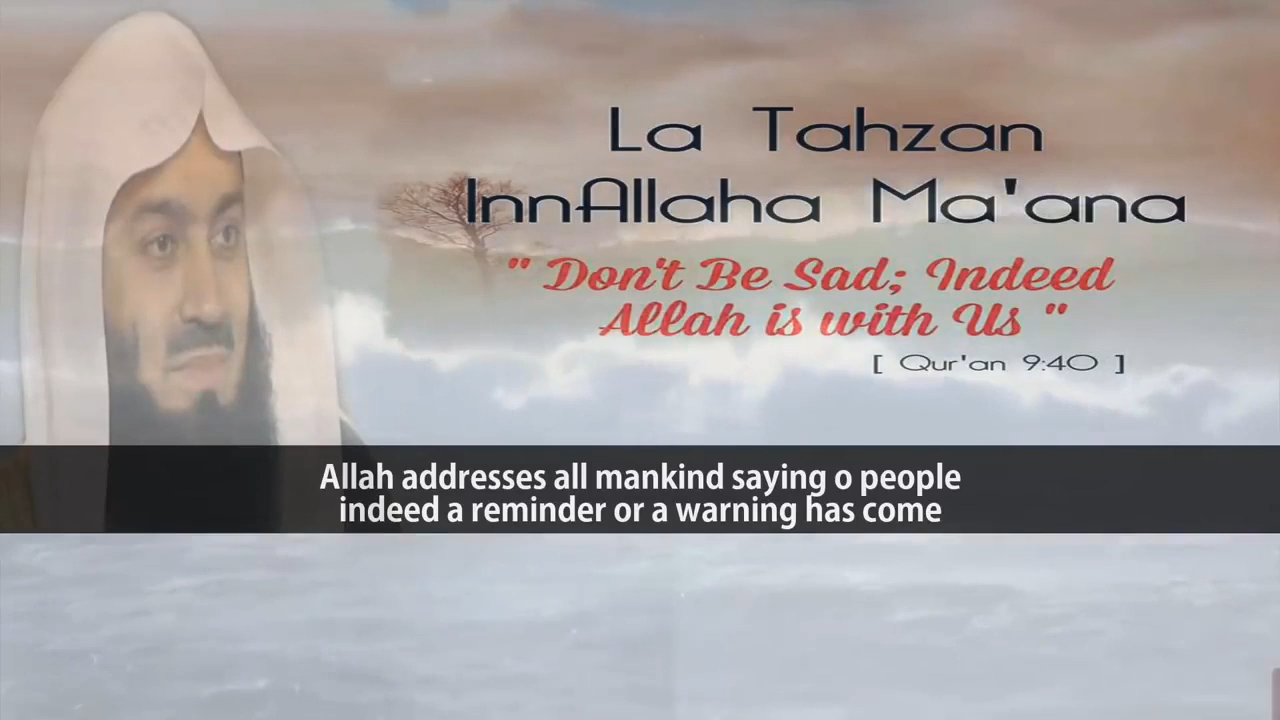 La Tahzan
InnAllaha Ma'ana
" Don't Be Sad; Indeed
Allah is with Us "
[ Qur'an 9:40 ]
Allah addresses all mankind saying o people
indeed a reminder or a warning has come